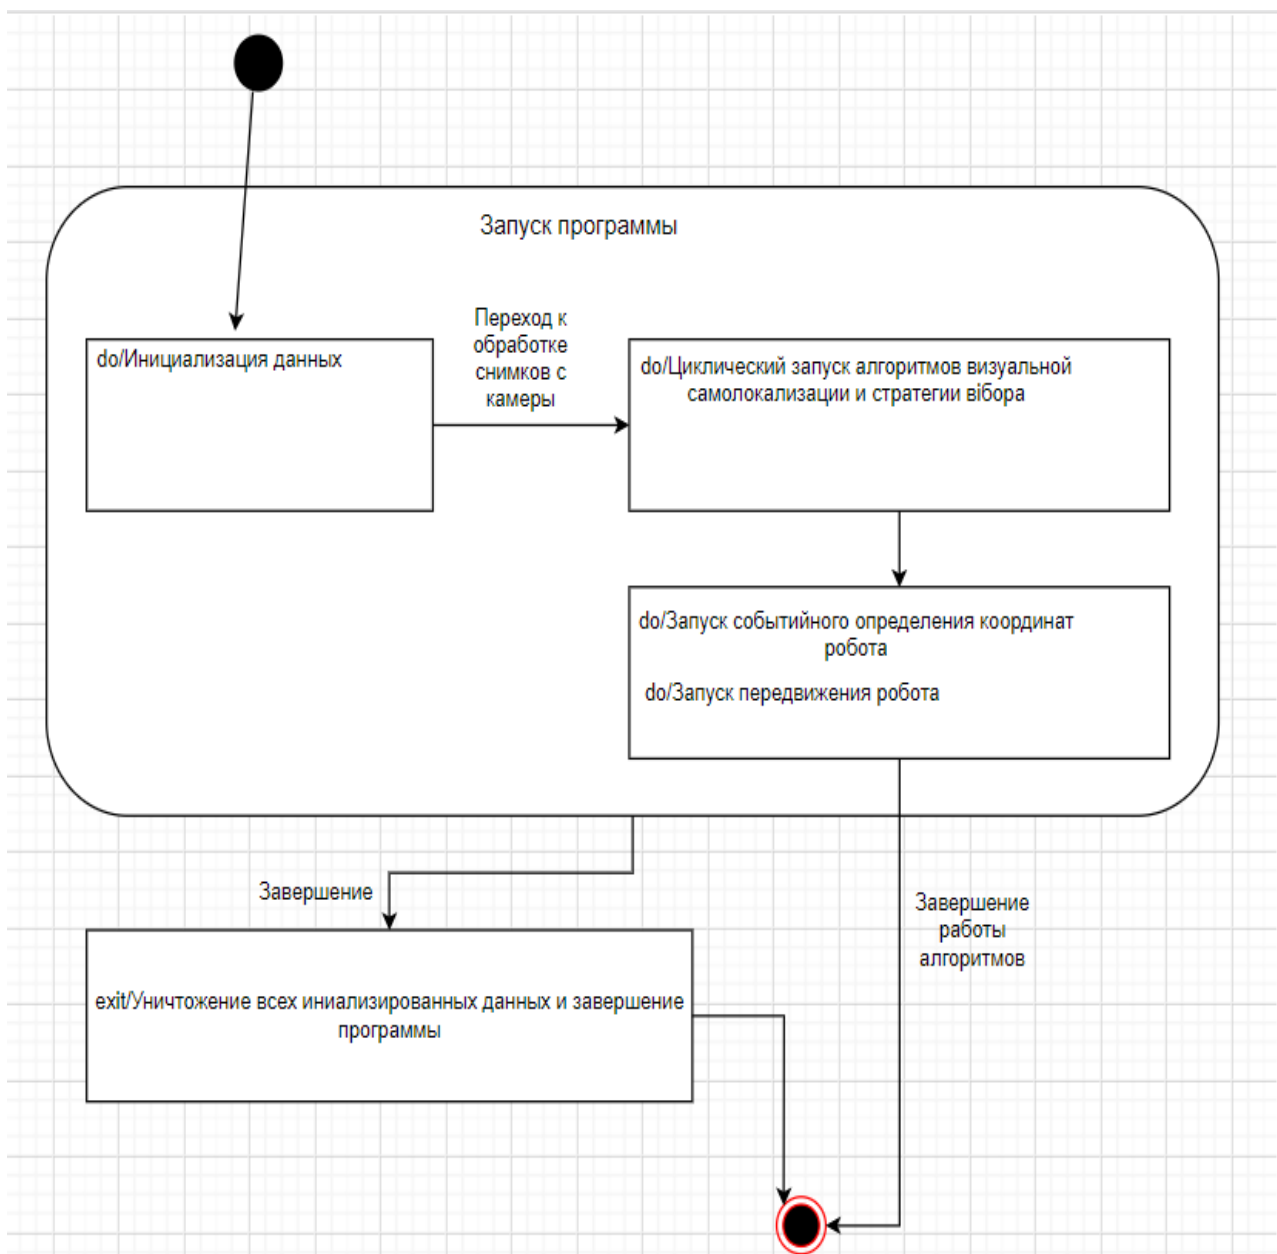 Запуск программы
do/Инициализация данных
Переход к
обработке
снимков с
камеры
do/Циклический запуск алгоритмов визуальной
самолокализации и стратегии вібора
do/Запуск событийного определения координат
робота
do/Запуск передвижения робота
Завершение
Завершение
работы
алгоритмов
exit/Уничтожение всех иниализированных данных и завершение
программы